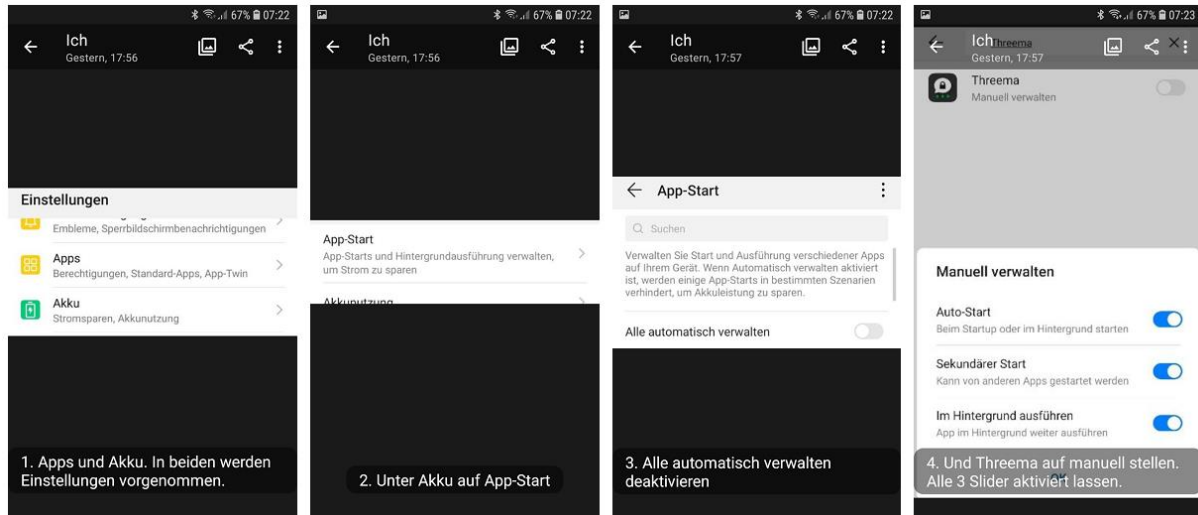 67% 07:22
Ich
Gestern, 17:56
Einstellungen
Embleme, Sperrbildschirmbenachrichtigungen
Apps
Berechtigungen, Standard-Apps, App-Twin
Akku
Stromsparen, Akkunutzung
1. Apps und Akku. In beiden werden
Einstellungen vorgenommen.
67% 07:22
Ich
Gestern, 17:56
App-Start
App-Starts und Hintergrundausführung verwalten,
um Strom zu sparen
Akkunutzung
2. Unter Akku auf App-Start
67% 07:22
Ich
Gestern, 17:57
App-Start
Suchen
Verwalten Sie Start und Ausführung verschiedener Apps
auf Ihrem Gerät. Wenn Automatisch verwalten aktiviert
ist, werden einige App-Starts in bestimmten Szenarien
verhindert, um Akkuleistung zu sparen.
Alle automatisch verwalten
3. Alle automatisch verwalten
deaktivieren
67% 07:23
Ich
Threema
Gestern, 17:57
Threema
Manuell verwalten
Manuell verwalten
Auto-Start
Beim Startup oder im Hintergrund starten
Sekundärer Start
Kann von anderen Apps gestartet werden
Im Hintergrund ausführen
App im Hintergrund weiter ausführen
OK
4. Und Threema auf manuell stellen.
Alle 3 Slider aktiviert lassen.